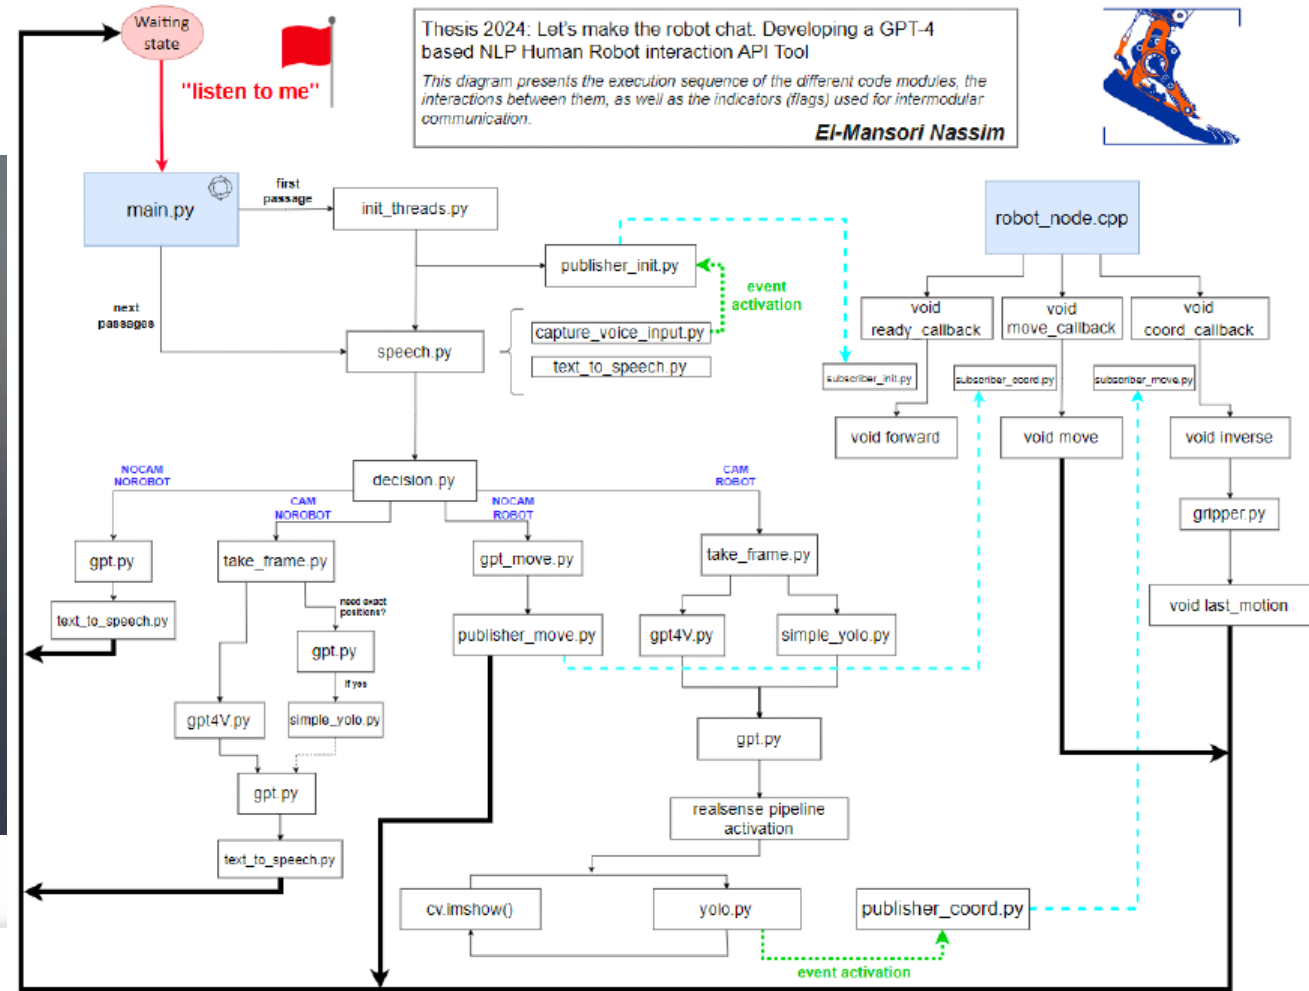 Waiting
state
"listen to me"
Thesis 2024: Let's make the robot chat. Developing a GPT-4
based NLP Human Robot interaction API Tool
This diagram presents the execution sequence of the different code modules, the
interactions between them, as well as the indicators (flags) used for intermodular
communication.
El-Mansori Nassim
main.py
first
passage
init_threads.py
robot_node.cpp
publisher_init.py
event
activation
next
passages
void
ready_callback
void
move_callback
void
coord_callback
speech.py
capture_voice_input.py
text_to_speech.py
subscriber_init.py
subscriber_coord.py
subscriber_move.py
void forward
void move
void inverse
decision.py
NOCAM
NOROBOT
CAM
NOROBOT
NOCAM
ROBOT
CAM
ROBOT
gripper.py
gpt.py
take_frame.py
gpt_move.py
take_frame.py
need exact
positions?
text_to_speech.py
gpt.py
publisher_move.py
gpt4V.py
simple_yolo.py
void last_motion
if yes
gpt4V.py
simple_yolo.py
gpt.py
gpt.py
realsense pipeline
activation
text_to_speech.py
cv.imshow()
yolo.py
publisher_coord.py
event activation